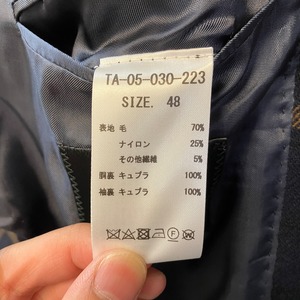 TA-05-030-223
SIZE. 48
表地 毛 70%
ナイロン 25%
その他繊維 5%
胴裏 キュプラ 100%
袖裏 キュプラ 100%